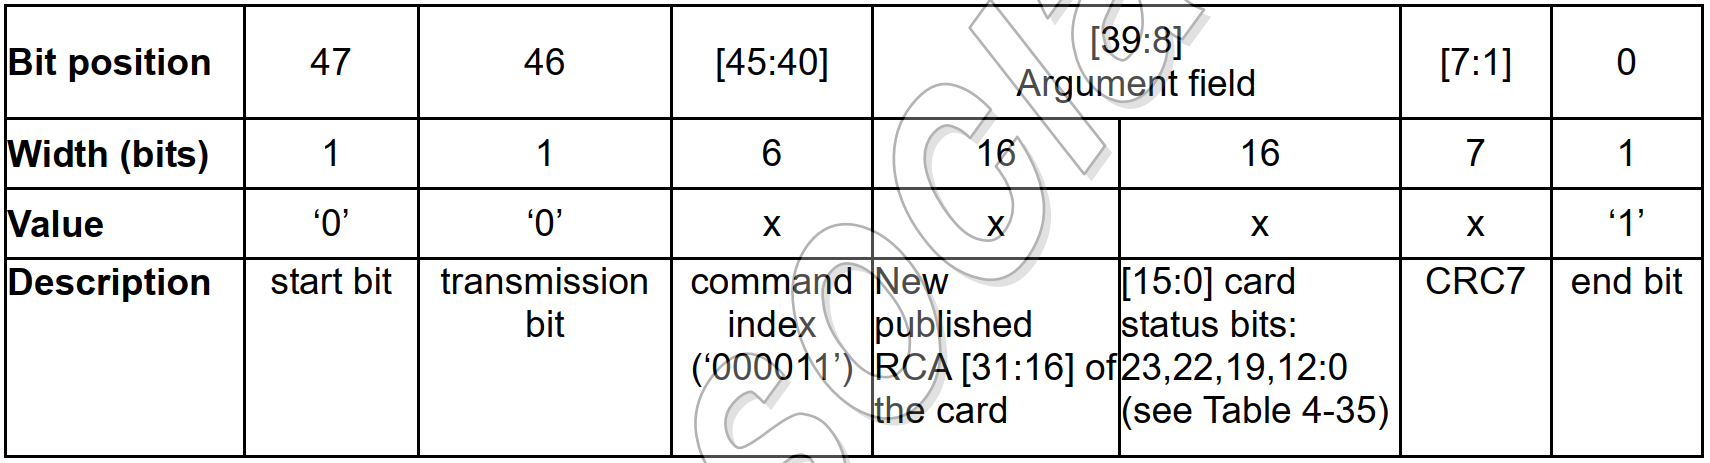 Bit position 47 46 [45:40] [39:8] [7:1] 0
Argument field
Width (bits) 1 1 6 16 16 7 1
Value ‘0’ ‘0’ x x x x ‘1’
Description start bit transmission command New [15:0] card CRC7 end bit
bit index published status bits:
(‘000011’) RCA [31:16] of 23,22,19,12:0
the card (see Table 4-35)